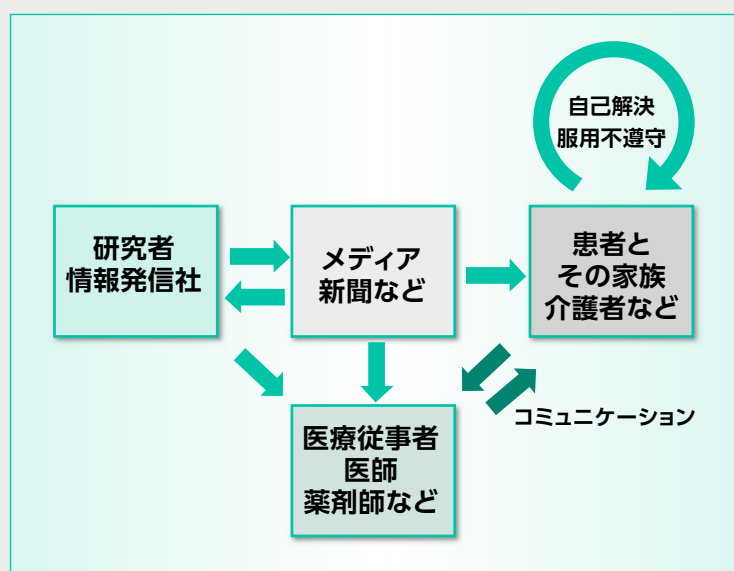 自己解決
服用不遵守
研究者
情報発信社
メディア
新聞など
患者と
その家族
介護者など
コミュニケーション
医療従事者
医師
薬剤師など